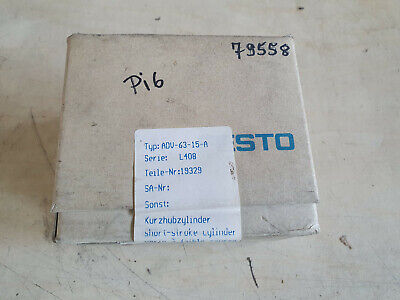 79558
Pi6
ESTO
Typ: ADV-63-15-A
Serie: L408
Teile-Nr: 19329
SA-Nr:
Sonst:
Kurzhubzylinder
short-stroke cylinder